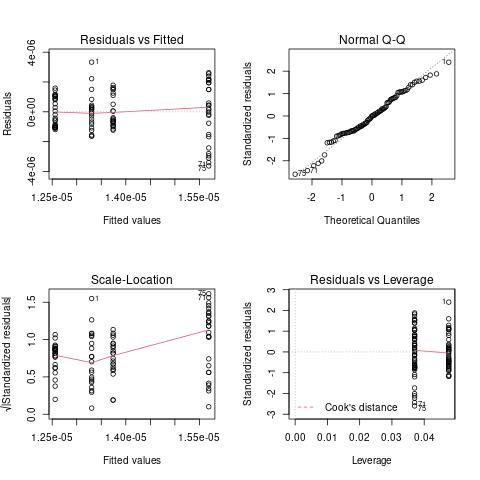 Residuals vs Fitted
Residuals
-4e-06 0e+00 4e-06
1
71
75
1.25e-05 1.40e-05 1.55e-05
Fitted values
Normal Q-Q
Standardized residuals
-2 -1 0 1 2
1
75 71
-2 -1 0 1 2
Theoretical Quantiles
Scale-Location
√|Standardized residuals|
0.0 0.5 1.0 1.5
75
71
1
1.25e-05 1.40e-05 1.55e-05
Fitted values
Residuals vs Leverage
Standardized residuals
-3 -2 -1 0 1 2 3
1
71
75
Cook's distance
0.00 0.01 0.02 0.03 0.04
Leverage